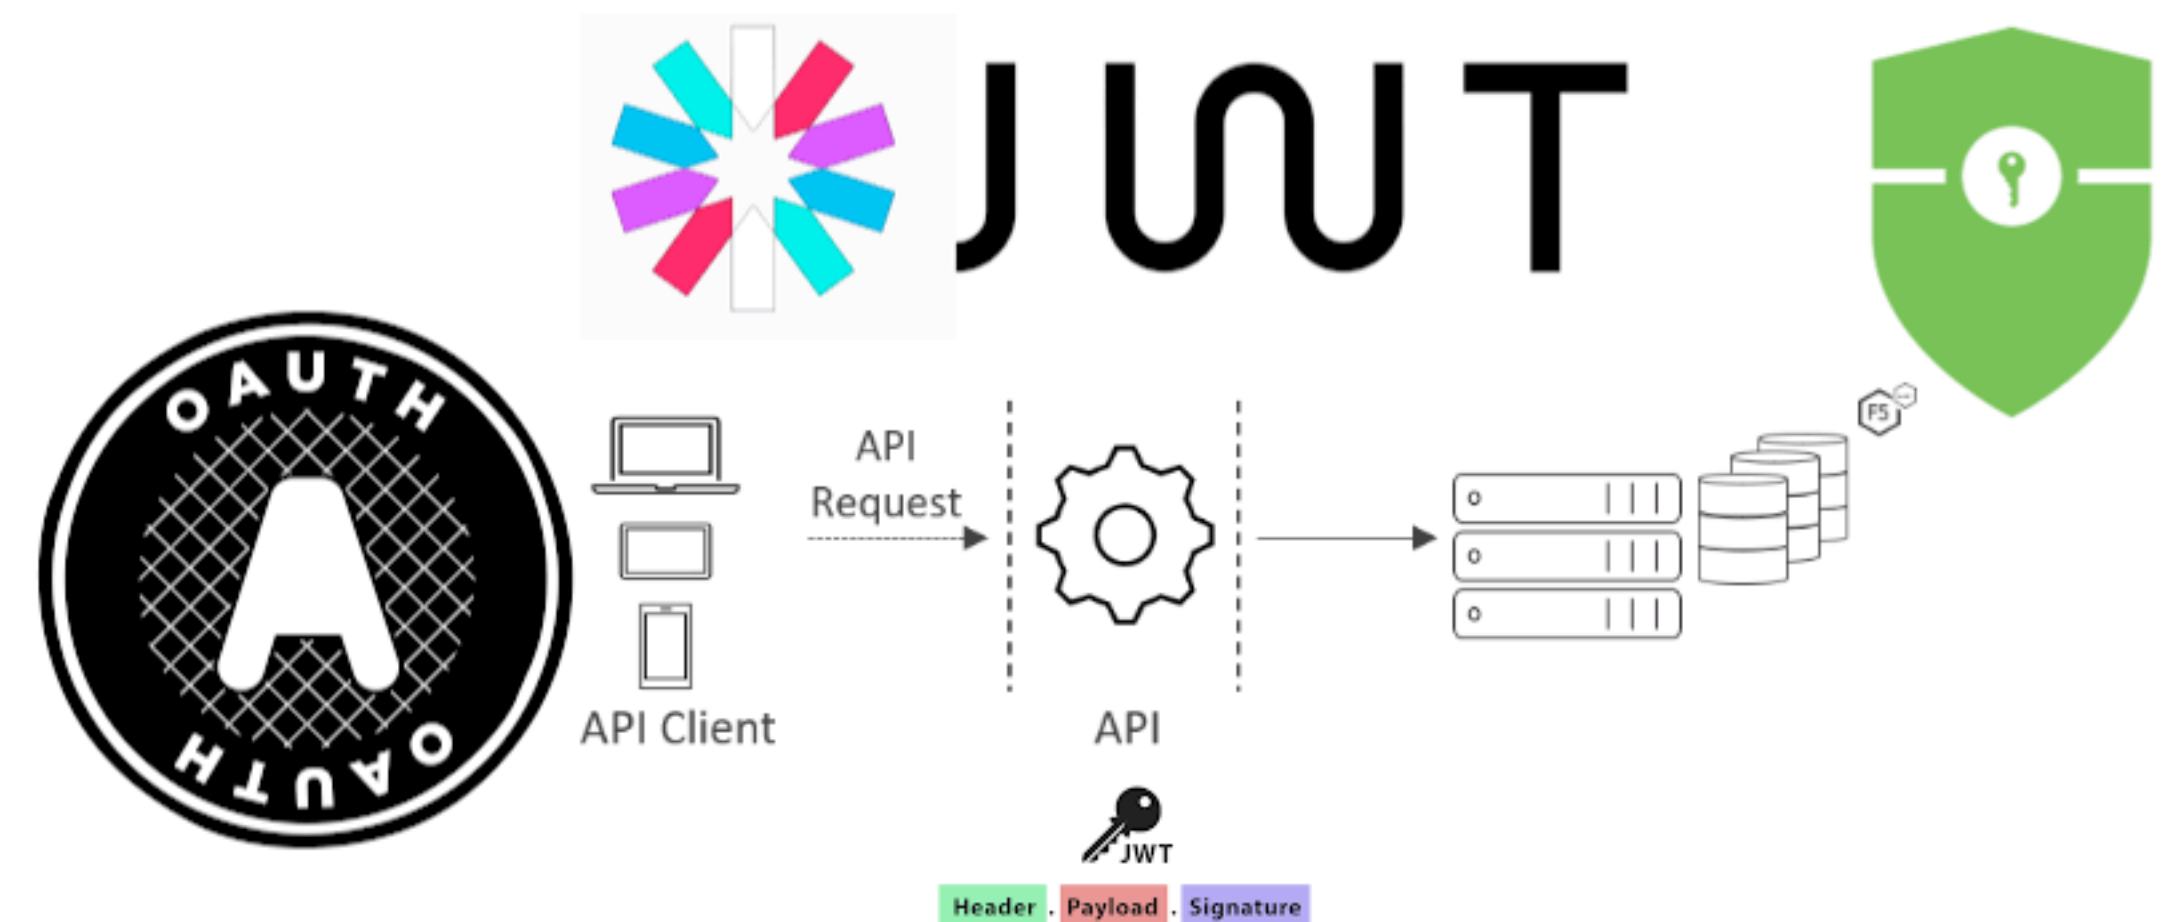 JWT
OAUTH
API
Request
F5
API Client
API
OAUTH
JWT
Header . Payload . Signature